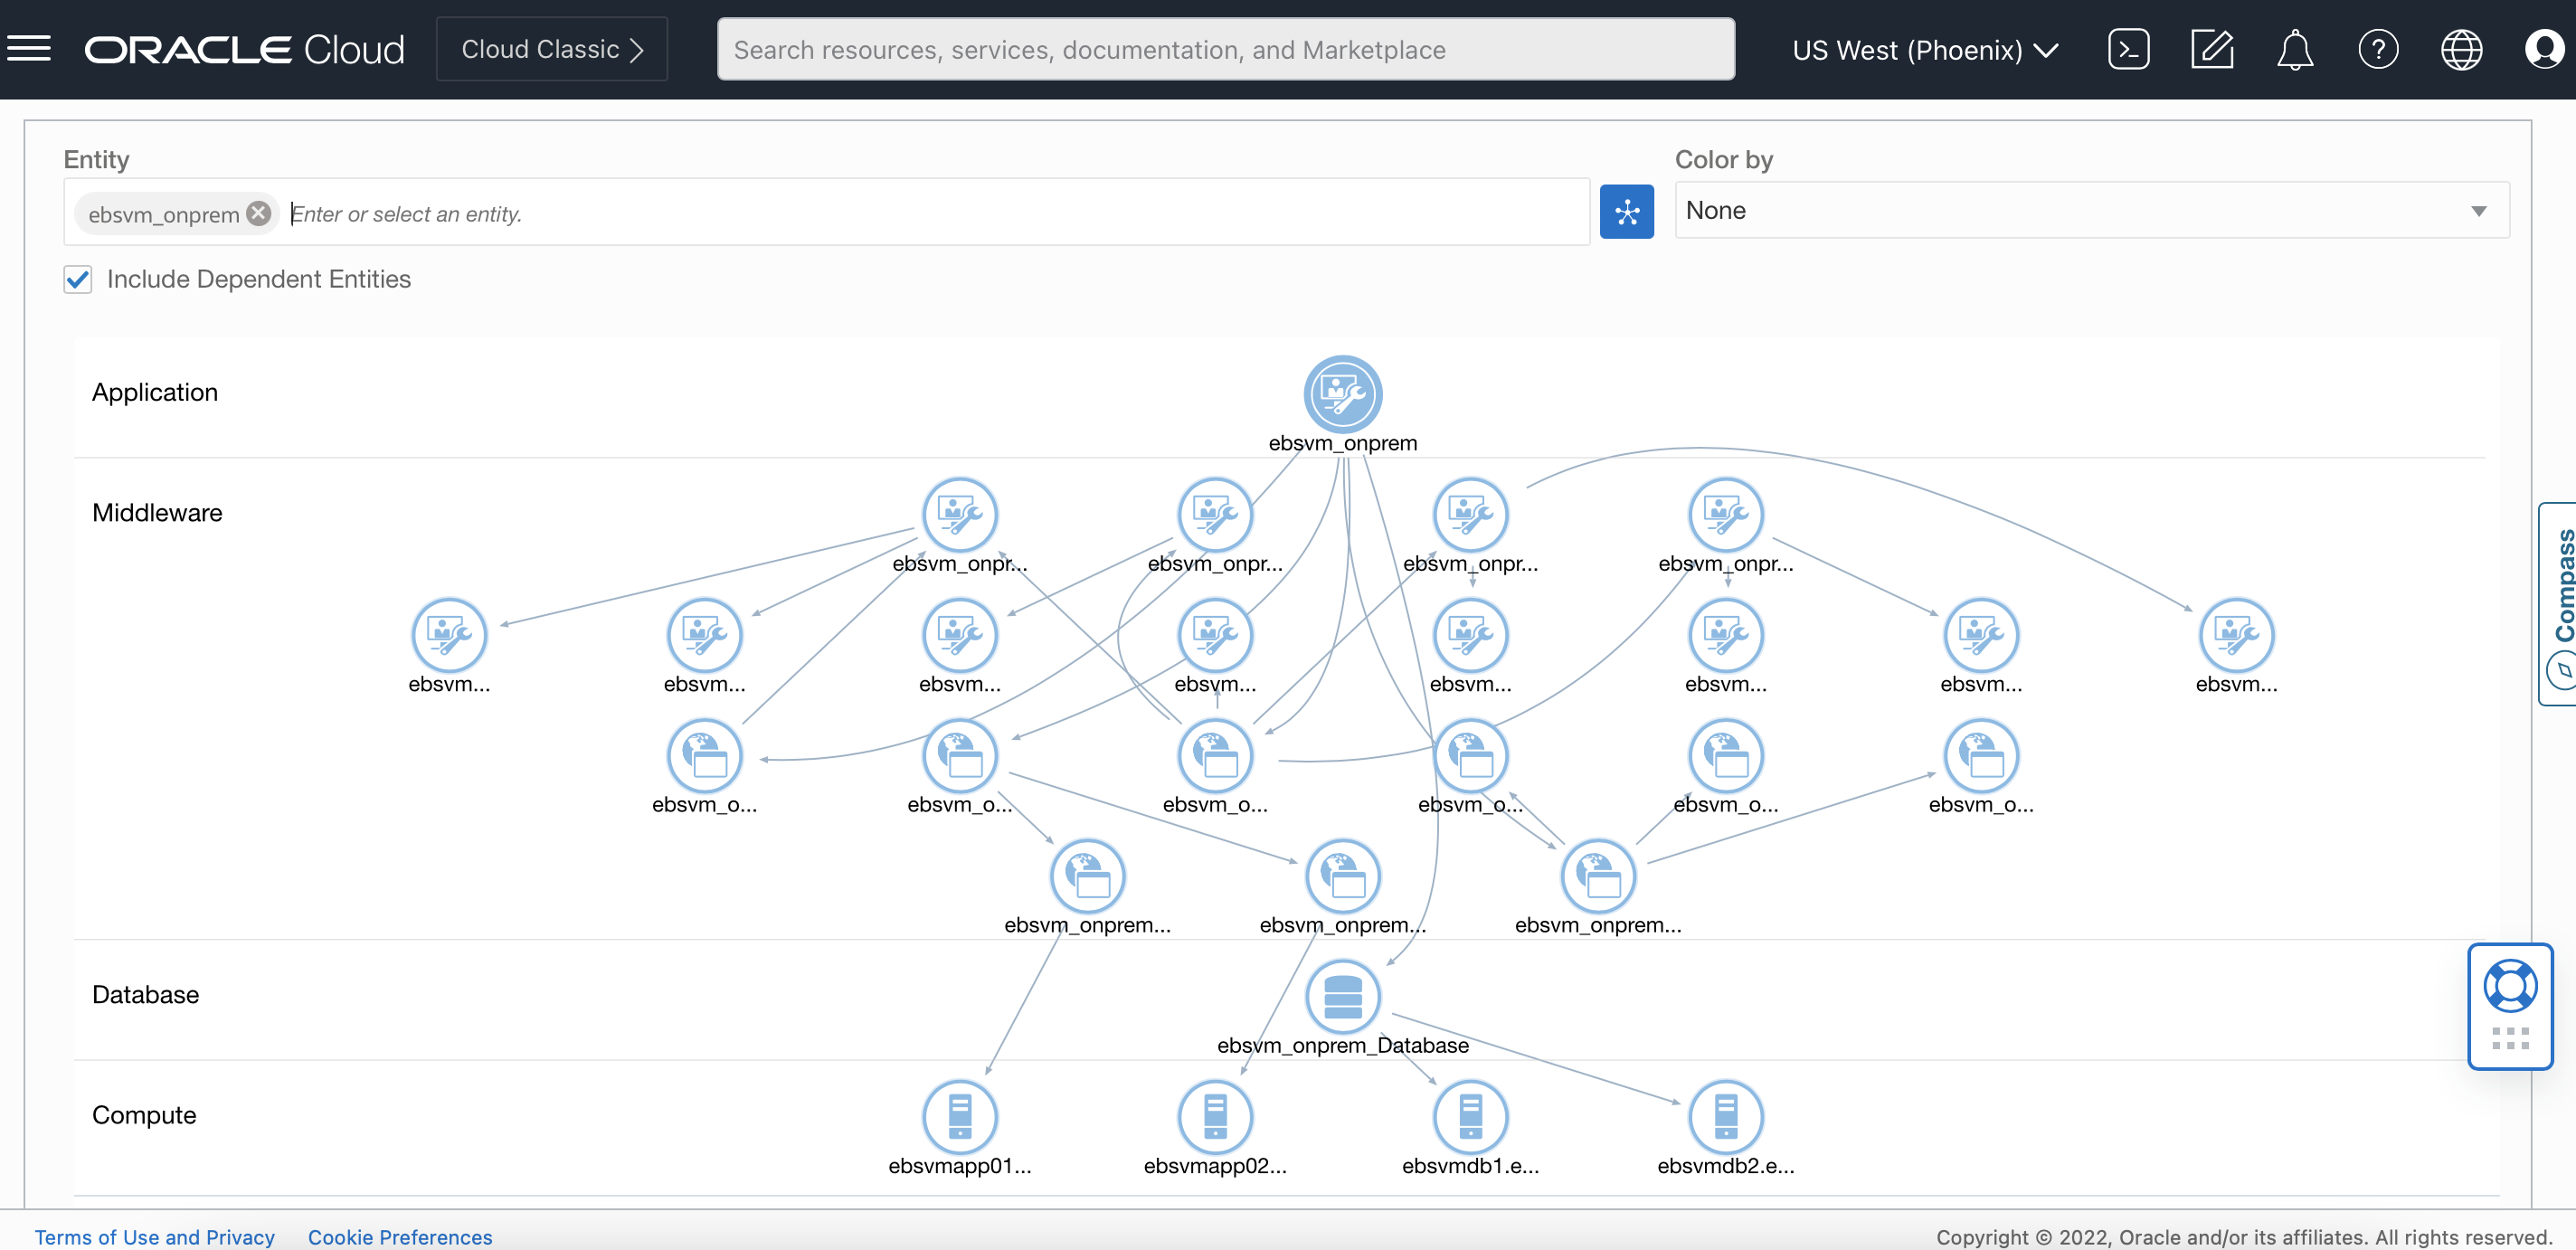 ORACLE Cloud
Cloud Classic
Search resources, services, documentation, and Marketplace
US West (Phoenix)
Entity
Color by
ebsvm_onprem
Enter or select an entity.
None
Include Dependent Entities
Application
ebsvm_onprem
Middleware
ebsvm_onpr...
ebsvm_onpr...
ebsvm_onpr...
ebsvm_onpr...
ebsvm...
ebsvm...
ebsvm...
ebsvm...
ebsvm...
ebsvm...
ebsvm...
ebsvm...
ebsvm_o...
ebsvm_o...
ebsvm_o...
ebsvm_o...
ebsvm_o...
ebsvm_o...
ebsvm_onprem...
ebsvm_onprem...
ebsvm_onprem...
Database
ebsvm_onprem_Database
Compute
ebsvmapp01...
ebsvmapp02...
ebsvmdb1.e...
ebsvmdb2.e...
Compass
Terms of Use and Privacy
Cookie Preferences
Copyright © 2022, Oracle and/or its affiliates. All rights reserved.